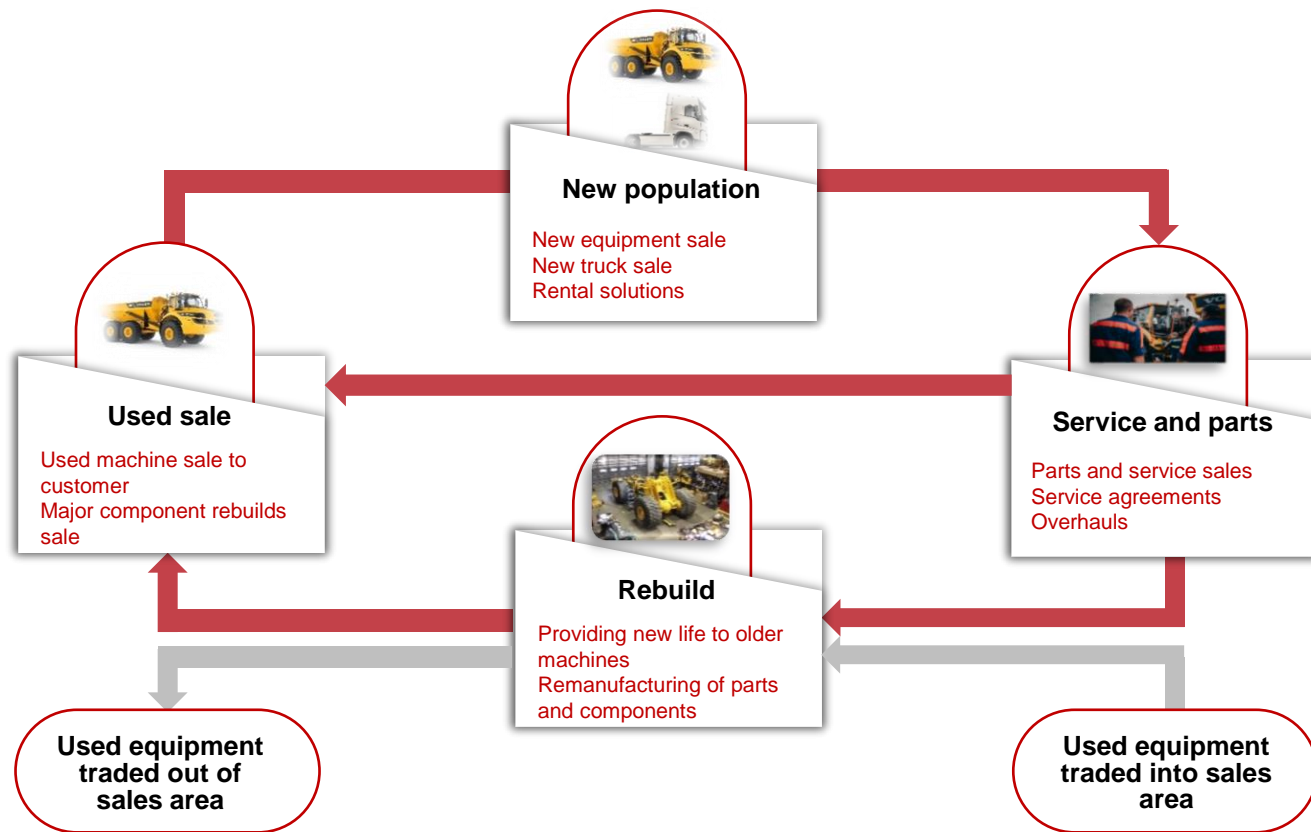 New population
New equipment sale
New truck sale
Rental solutions
Used sale
Used machine sale to
customer
Major component rebuilds
sale
Service and parts
Parts and service sales
Service agreements
Overhauls
Rebuild
Providing new life to older
machines
Remanufacturing of parts
and components
Used equipment
traded out of
sales area
Used equipment
traded into sales
area